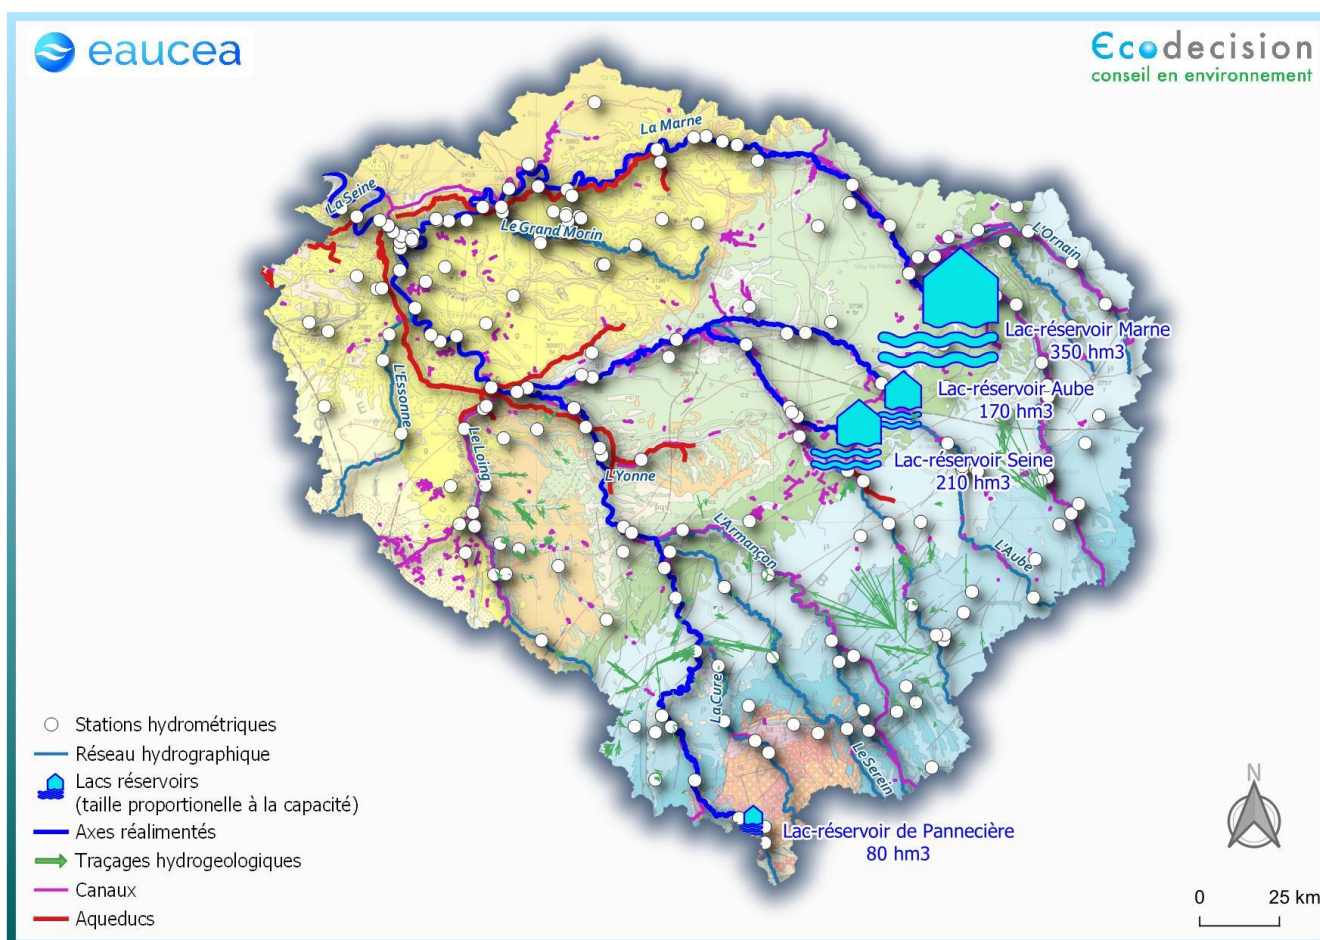 eaucea
Ecodecision
conseil en environnement
La Marne
La Seine
Le Grand Morin
L'Ornain
Lac-réservoir Marne
350 hm3
L'Essonne
Lac-réservoir Aube
170 hm3
Le Loing
Lac-réservoir Seine
210 hm3
L'Yonne
L'Armançon
L'Aube
La Cure
Le Serein
Lac-réservoir de Pannecière
80 hm3
Stations hydrométriques
Réseau hydrographique
Lacs réservoirs
(taille proportionelle à la capacité)
Axes réalimentés
Traçages hydrogeologiques
Canaux
Aqueducs
N
0 25 km